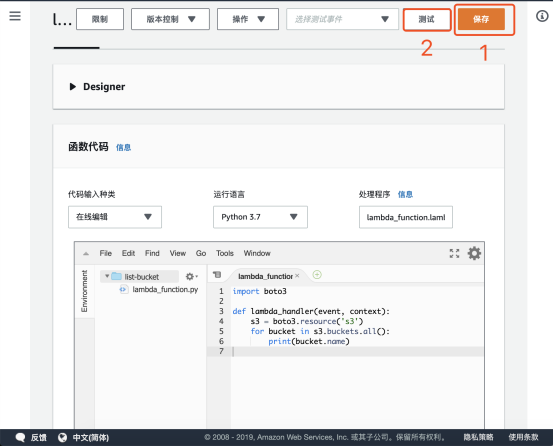 l...
限制
版本控制
操作
选择测试事件
测试
保存
2
1
Designer
函数代码 信息
代码输入种类
运行语言
处理程序 信息
在线编辑
Python 3.7
lambda_function.laml
File Edit Find View Go Tools Window
Environment
list-bucket
lambda_function.py
lambda_function
1 import boto3
2
3 def lambda_handler(event, context):
4 s3 = boto3.resource('s3')
5 for bucket in s3.buckets.all():
6 print(bucket.name)
7
反馈 中文(简体) © 2008 - 2019, Amazon Web Services, Inc. 或其子公司。保留所有权利。 隐私策略 使用条款